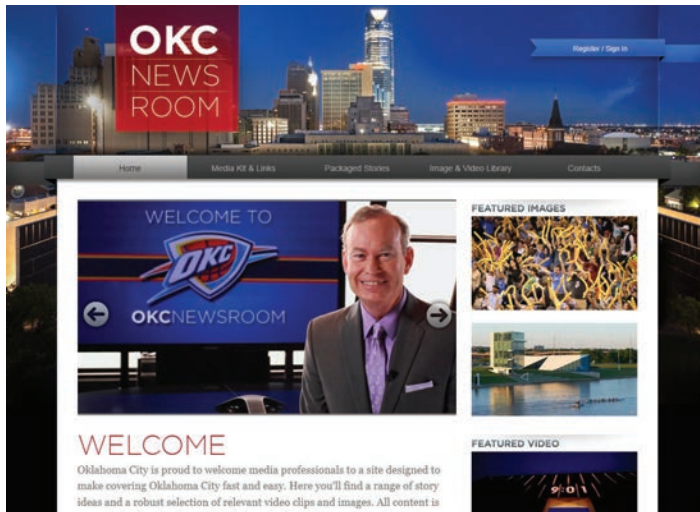 OKC
NEWS
ROOM
Register / Sign In
Home
Media Kit & Links
Packaged Stories
Image & Video Library
Contacts
WELCOME TO
OKC
OKCNEWSROOM
FEATURED IMAGES
FEATURED VIDEO
9:01
WELCOME
Oklahoma City is proud to welcome media professionals to a site designed to
make covering Oklahoma City fast and easy. Here you'll find a range of story
ideas and a robust selection of relevant video clips and images. All content is